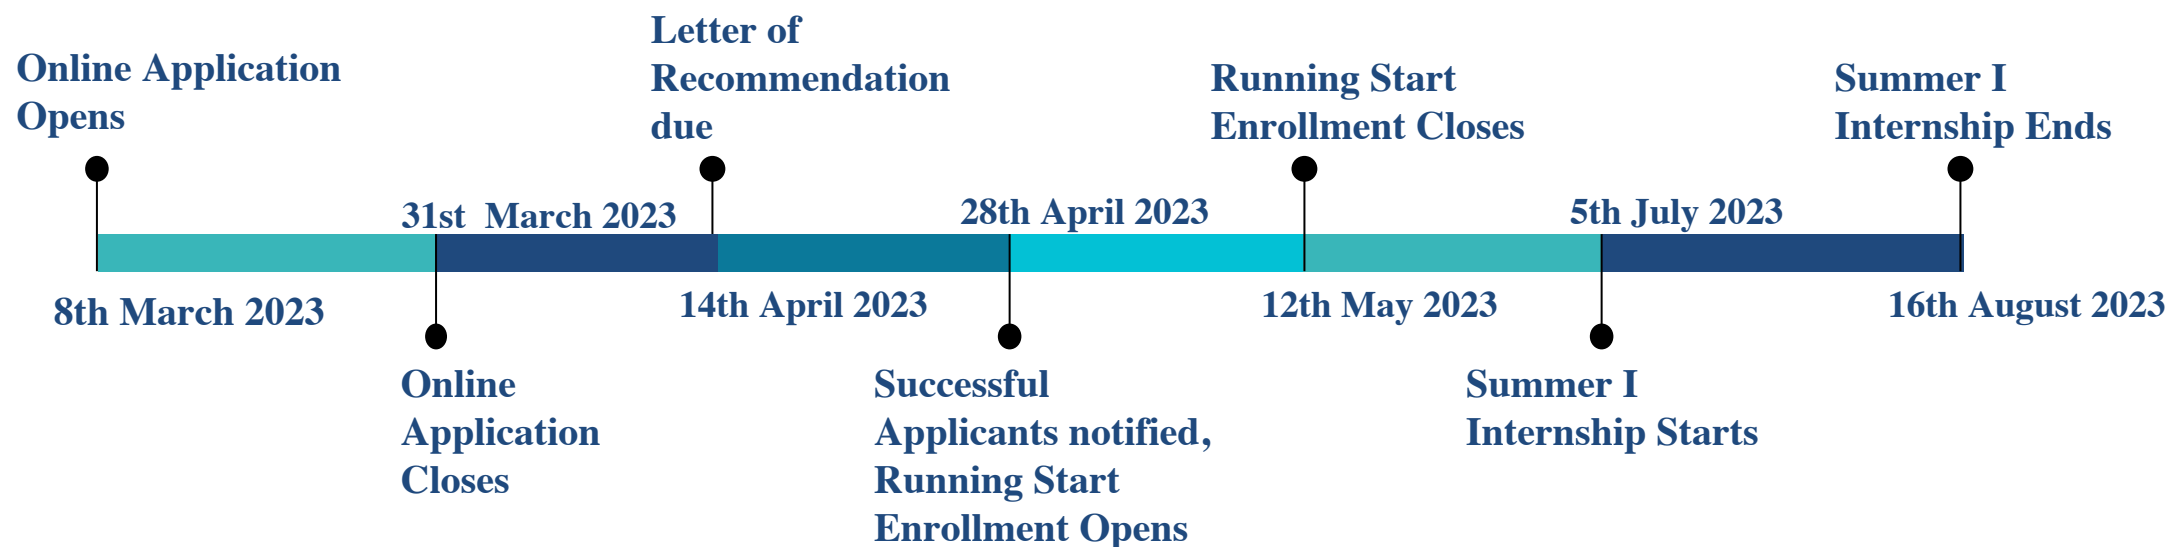 Online Application
Opens
8th March 2023
31st  March 2023
Online
Application
Closes
Letter of
Recommendation
due
14th April 2023
28th April 2023
Successful
Applicants notified,
Running Start
Enrollment Opens
Running Start
Enrollment Closes
12th May 2023
5th July 2023
Summer I
Internship Starts
Summer I
Internship Ends
16th August 2023